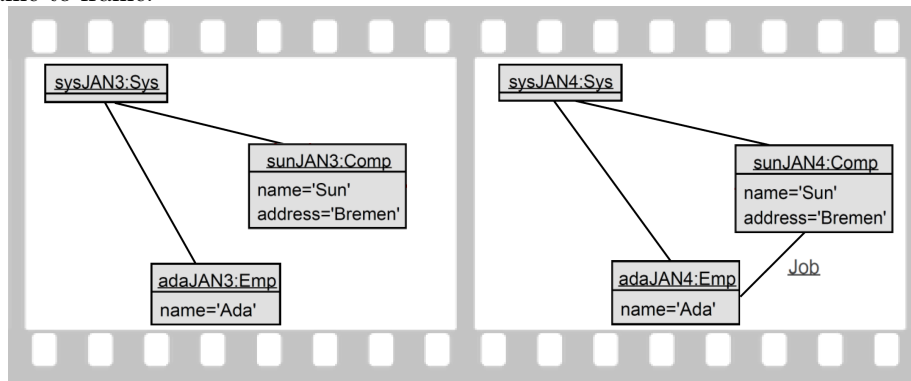 sysJAN3:Sys
sunJAN3:Comp
name='Sun'
address='Bremen'
adaJAN3:Emp
name='Ada'
sysJAN4:Sys
sunJAN4:Comp
name='Sun'
address='Bremen'
Job
adaJAN4:Emp
name='Ada'